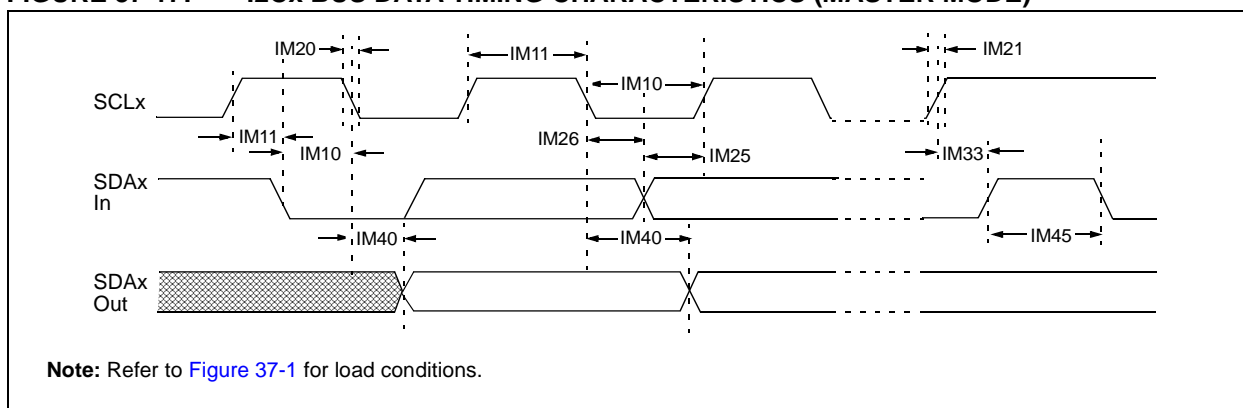 IM20
IM11
IM21
IM10
SCLx
IM11
IM26
IM10
IM25
IM33
SDAx
In
IM40
IM40
IM45
SDAx
Out
Note: Refer to Figure 37-1 for load conditions.